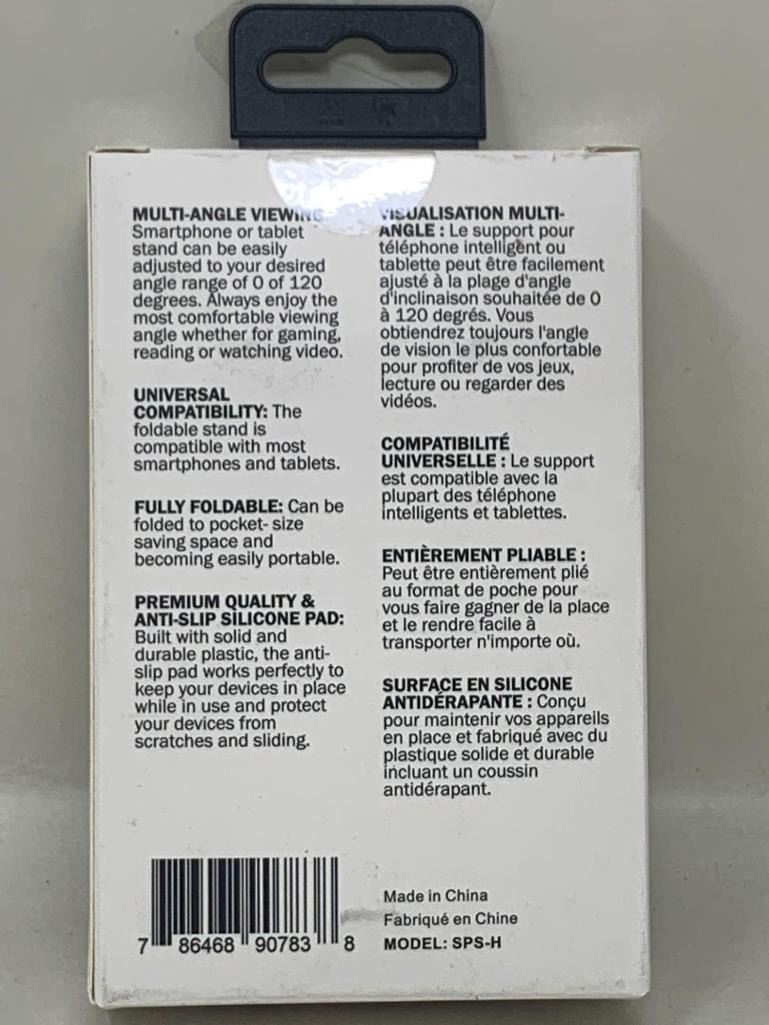 MULTI-ANGLE VIEWING
Smartphone or tablet
stand can be easily
adjusted to your desired
angle range of 0 of 120
degrees. Always enjoy the
most comfortable viewing
angle whether for gaming,
reading or watching video.
UNIVERSAL
COMPATIBILITY: The
foldable stand is
compatible with most
smartphones and tablets.
FULLY FOLDABLE: Can be
folded to pocket- size
saving space and
becoming easily portable.
PREMIUM QUALITY &
ANTI-SLIP SILICONE PAD:
Built with solid and
durable plastic, the anti-
slip pad works perfectly to
keep your devices in place
while in use and protect
your devices from
scratches and sliding.
VISUALISATION MULTI-
ANGLE : Le support pour
téléphone intelligent ou
tablette peut être facilement
ajusté à la plage d'angle
d'inclinaison souhaitée de 0
à 120 degrés. Vous
obtiendrez toujours l'angle
de vision le plus confortable
pour profiter de vos jeux,
lecture ou regarder des
vidéos.
COMPATIBILITÉ
UNIVERSELLE : Le support
est compatible avec la
plupart des téléphone
intelligents et tablettes.
ENTIÈREMENT PLIABLE :
Peut être entièrement plié
au format de poche pour
vous faire gagner de la place
et le rendre facile à
transporter n'importe où.
SURFACE EN SILICONE
ANTIDÉRAPANTE : Conçu
pour maintenir vos appareils
en place et fabriqué avec du
plastique solide et durable
incluant un coussin
antidérapant.
7 86468 90783 8
Made in China
Fabriqué en Chine
MODEL: SPS-H